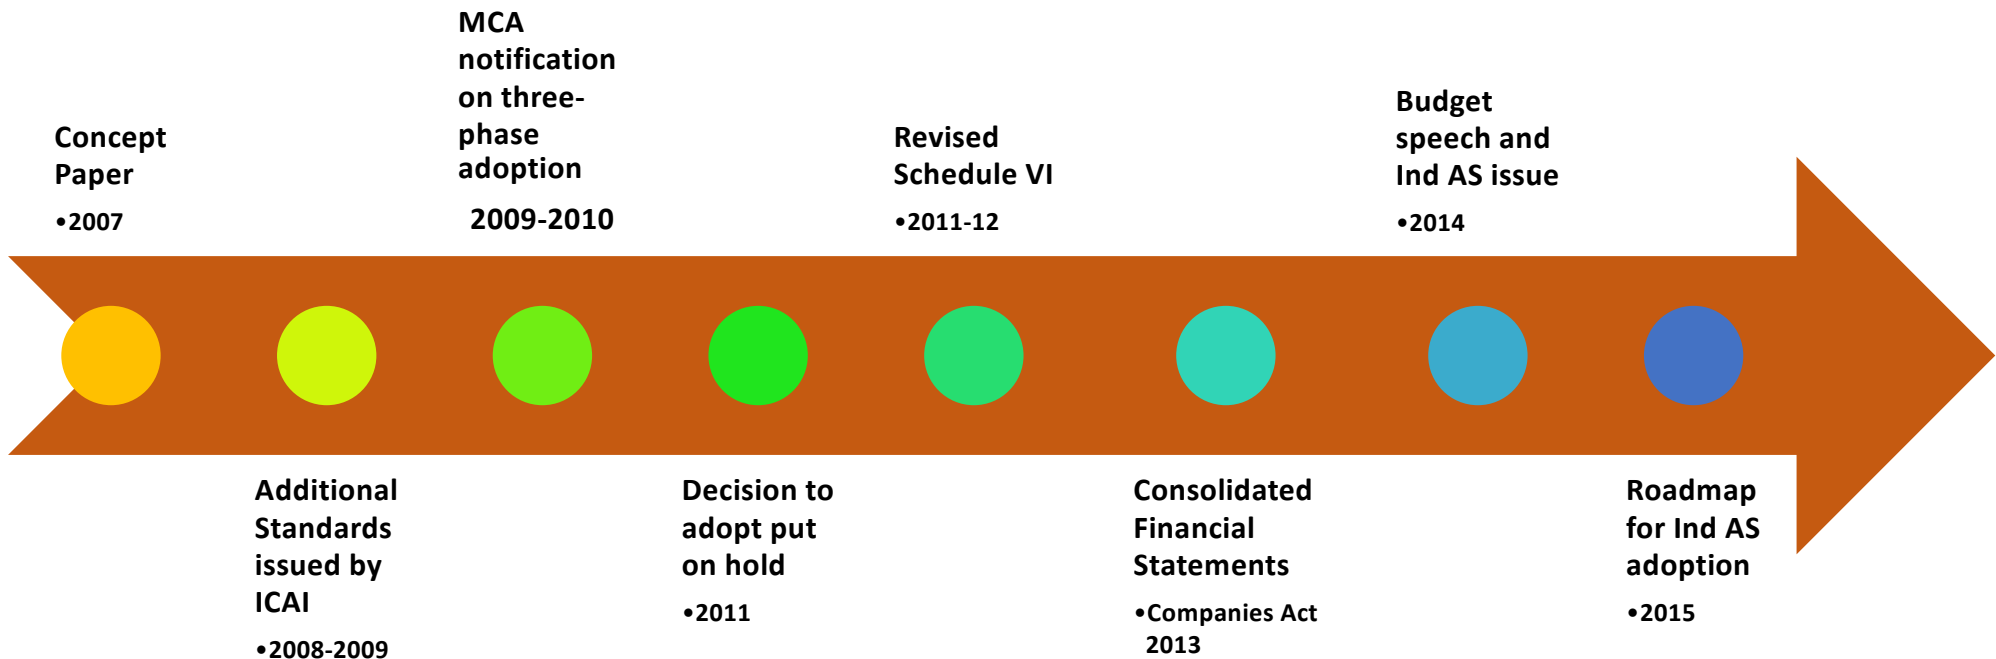 Concept
Paper
•2007
Additional
Standards
issued by
ICAI
•2008-2009
MCA
notification
on three-
phase
adoption
2009-2010
Decision to
adopt put
on hold
•2011
Revised
Schedule VI
•2011-12
Consolidated
Financial
Statements
•Companies Act
2013
Budget
speech and
Ind AS issue
•2014
Roadmap
for Ind AS
adoption
•2015